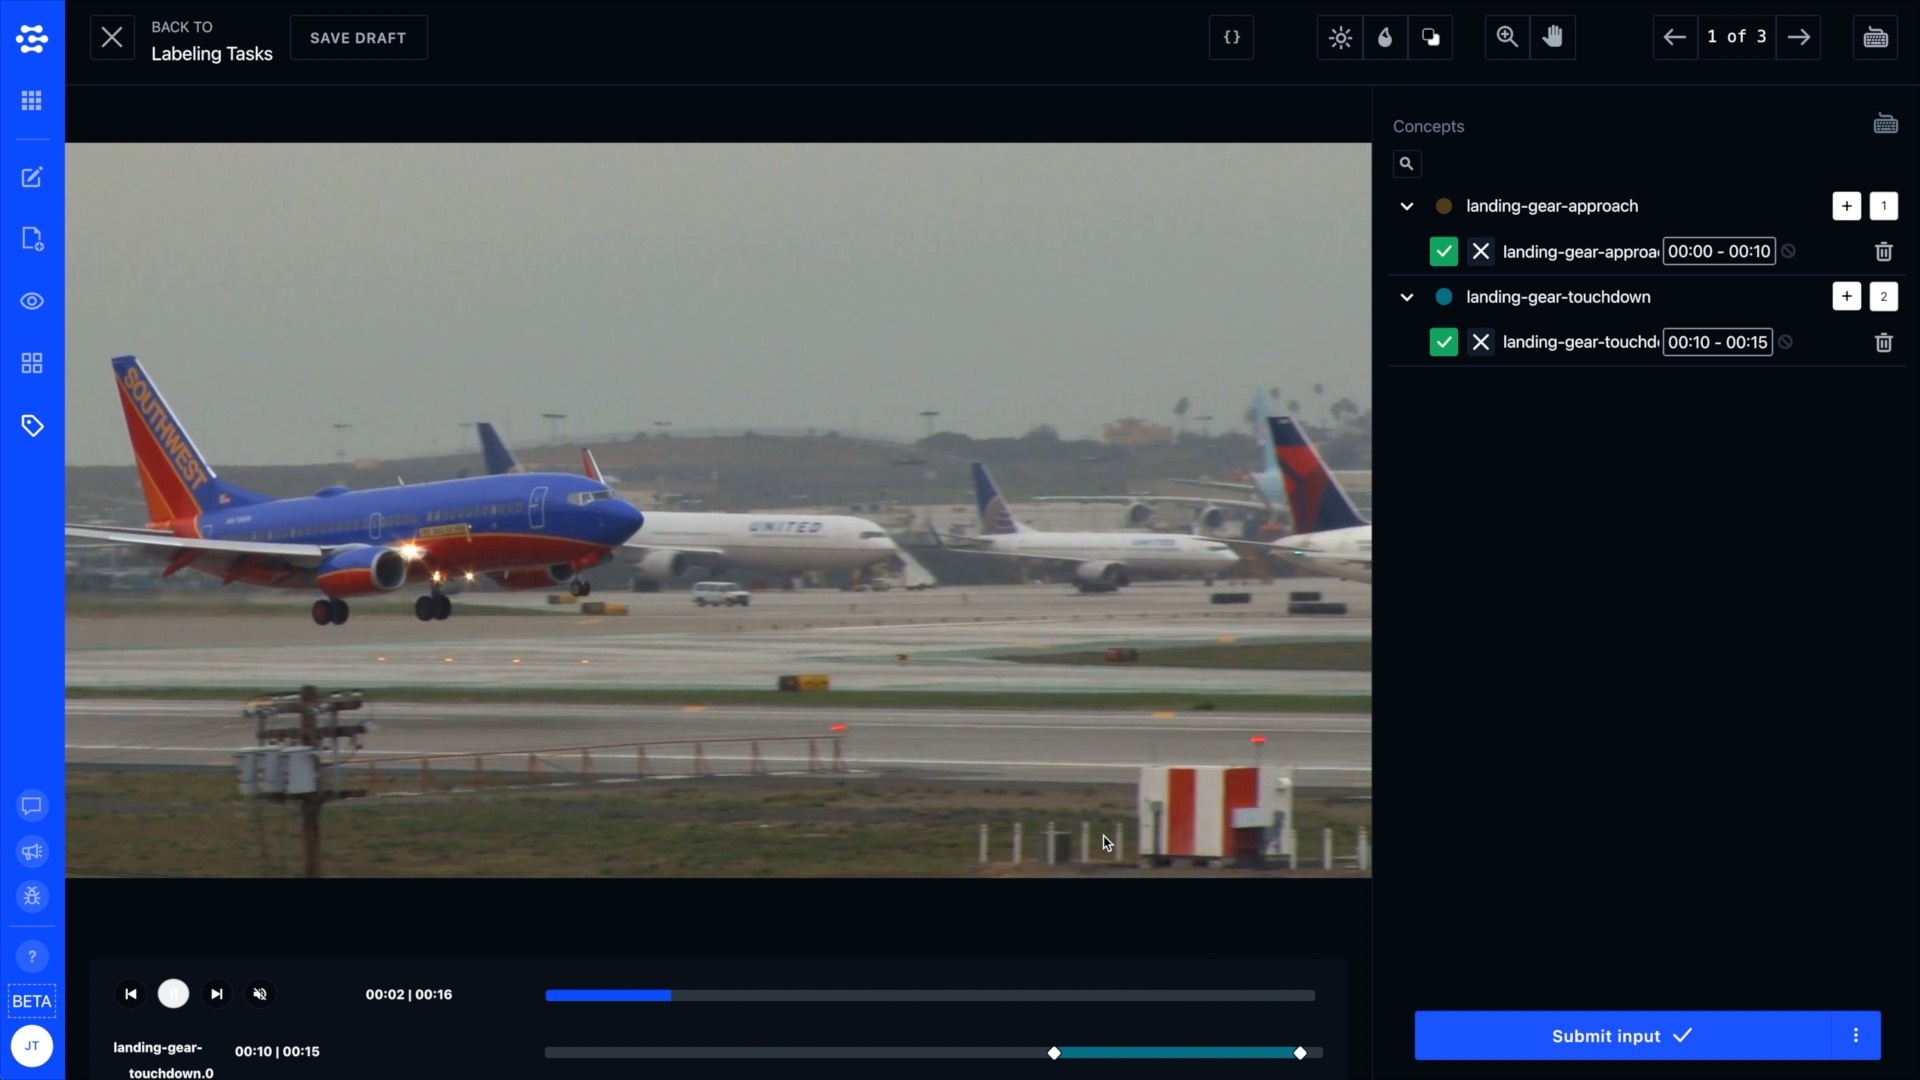 BACK TO
Labeling Tasks
SAVE DRAFT
{}
1 of 3
Concepts
landing-gear-approach
+
1
landing-gear-approa
00:00 - 00:10
landing-gear-touchdown
+
2
landing-gear-touchd
00:10 - 00:15
SOUTHWEST
UNITED
?
BETA
JT
00:02 | 00:16
landing-gear-
touchdown.0
00:10 | 00:15
Submit input